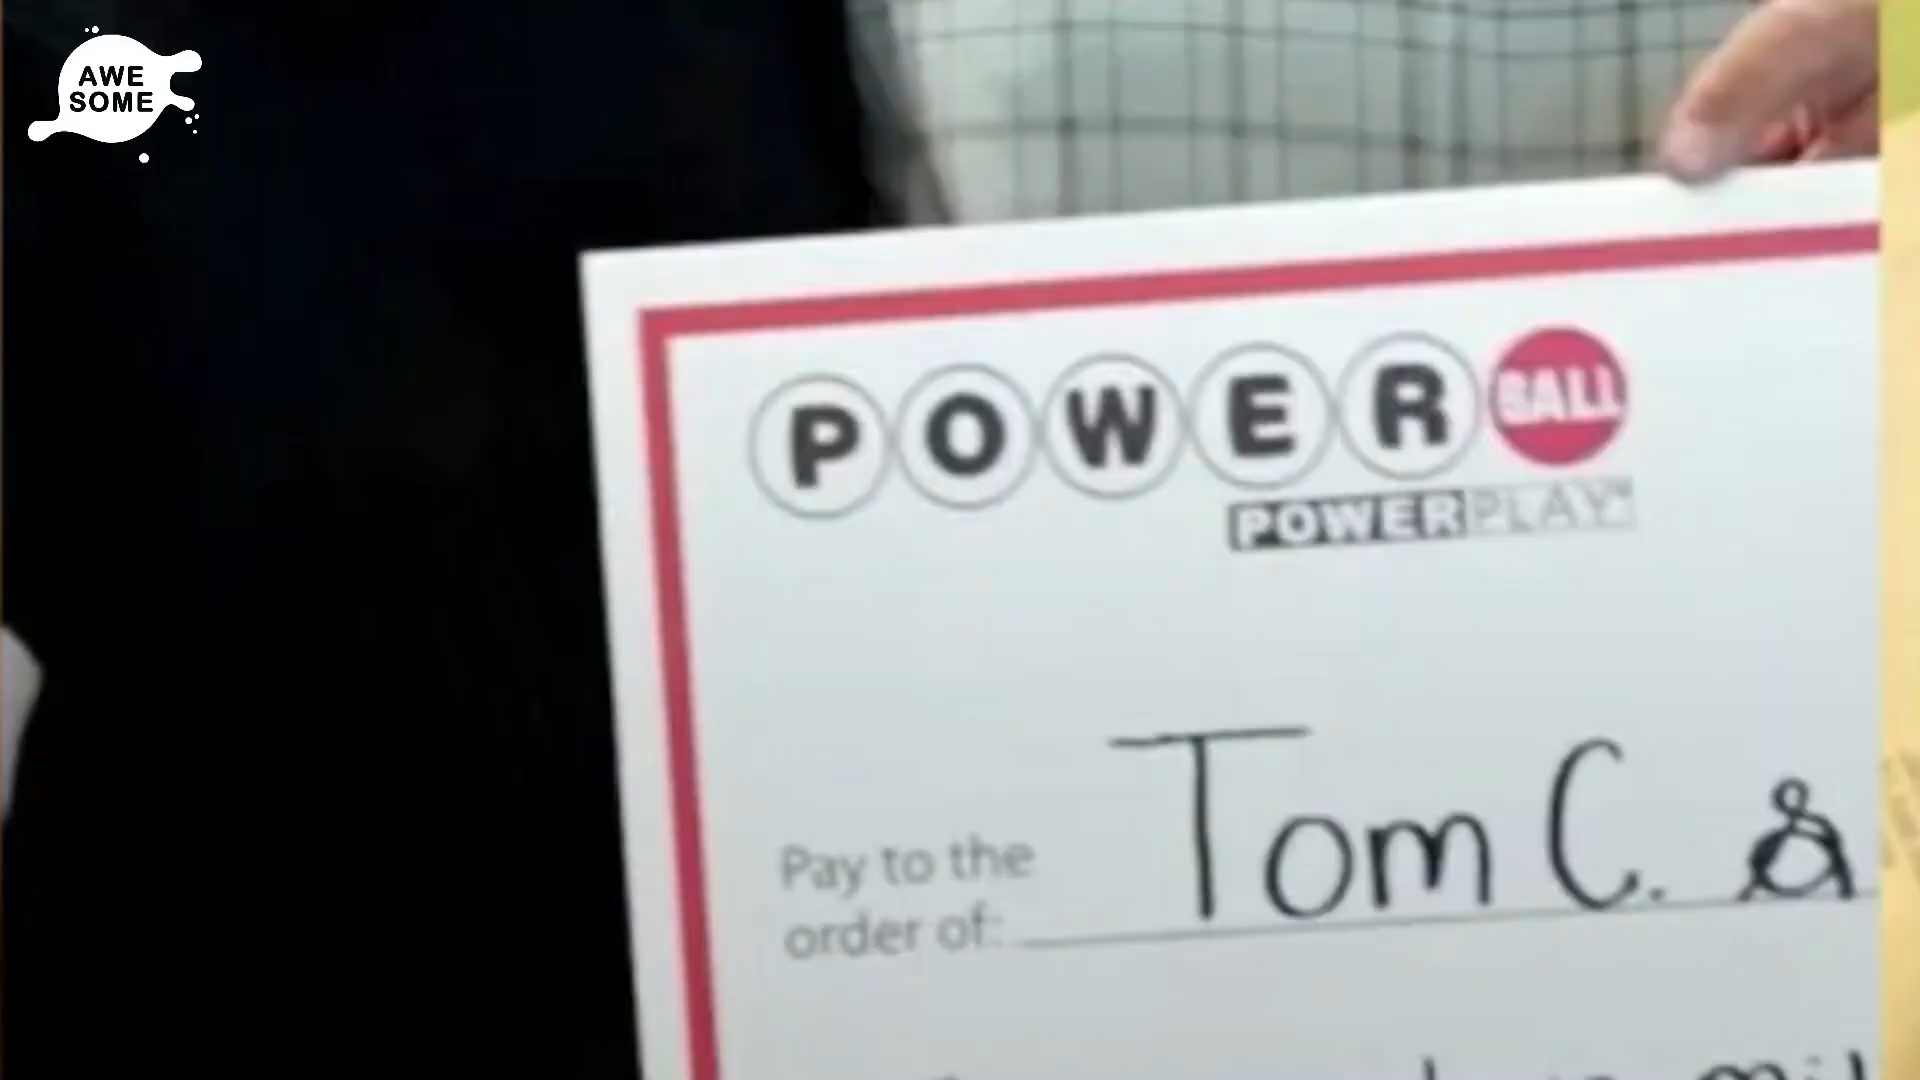 AWE
SOME
POWER BALL
POWERPLAY
Tom C. &
Pay to the
order of: